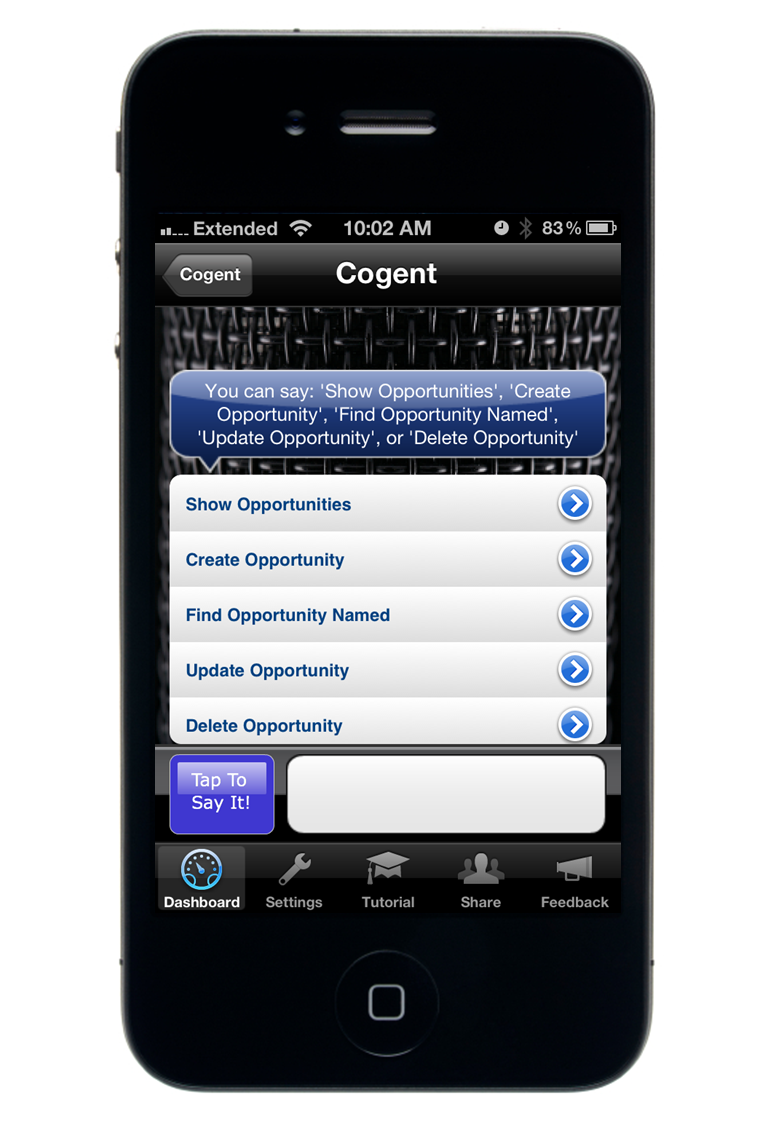 Extended 10:02 AM 83%
Cogent Cogent
You can say: 'Show Opportunities', 'Create
Opportunity', 'Find Opportunity Named',
'Update Opportunity', or 'Delete Opportunity'
Show Opportunities
Create Opportunity
Find Opportunity Named
Update Opportunity
Delete Opportunity
Tap To
Say It!
Dashboard Settings Tutorial Share Feedback